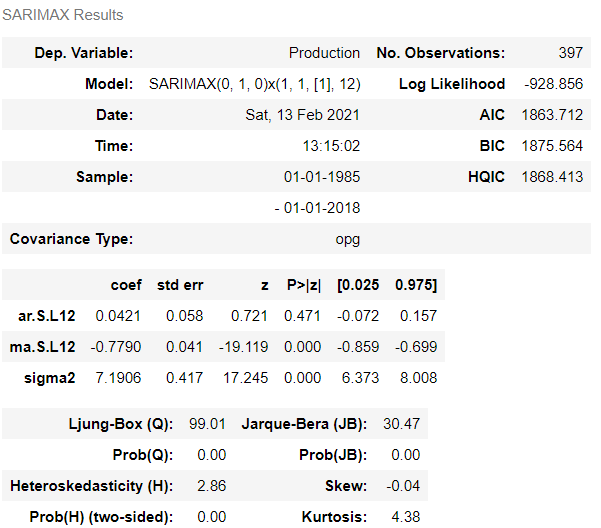 SARIMAX Results
Dep. Variable: Production No. Observations: 397
Model: SARIMAX(0, 1, 0)x(1, 1, [1], 12) Log Likelihood -928.856
Date: Sat, 13 Feb 2021 AIC 1863.712
Time: 13:15:02 BIC 1875.564
Sample: 01-01-1985 HQIC 1868.413
- 01-01-2018
Covariance Type: opg
coef std err z P>|z| [0.025 0.975]
ar.S.L12 0.0421 0.058 0.721 0.471 -0.072 0.157
ma.S.L12 -0.7790 0.041 -19.119 0.000 -0.859 -0.699
sigma2 7.1906 0.417 17.245 0.000 6.373 8.008
Ljung-Box (Q): 99.01 Jarque-Bera (JB): 30.47
Prob(Q): 0.00 Prob(JB): 0.00
Heteroskedasticity (H): 2.86 Skew: -0.04
Prob(H) (two-sided): 0.00 Kurtosis: 4.38